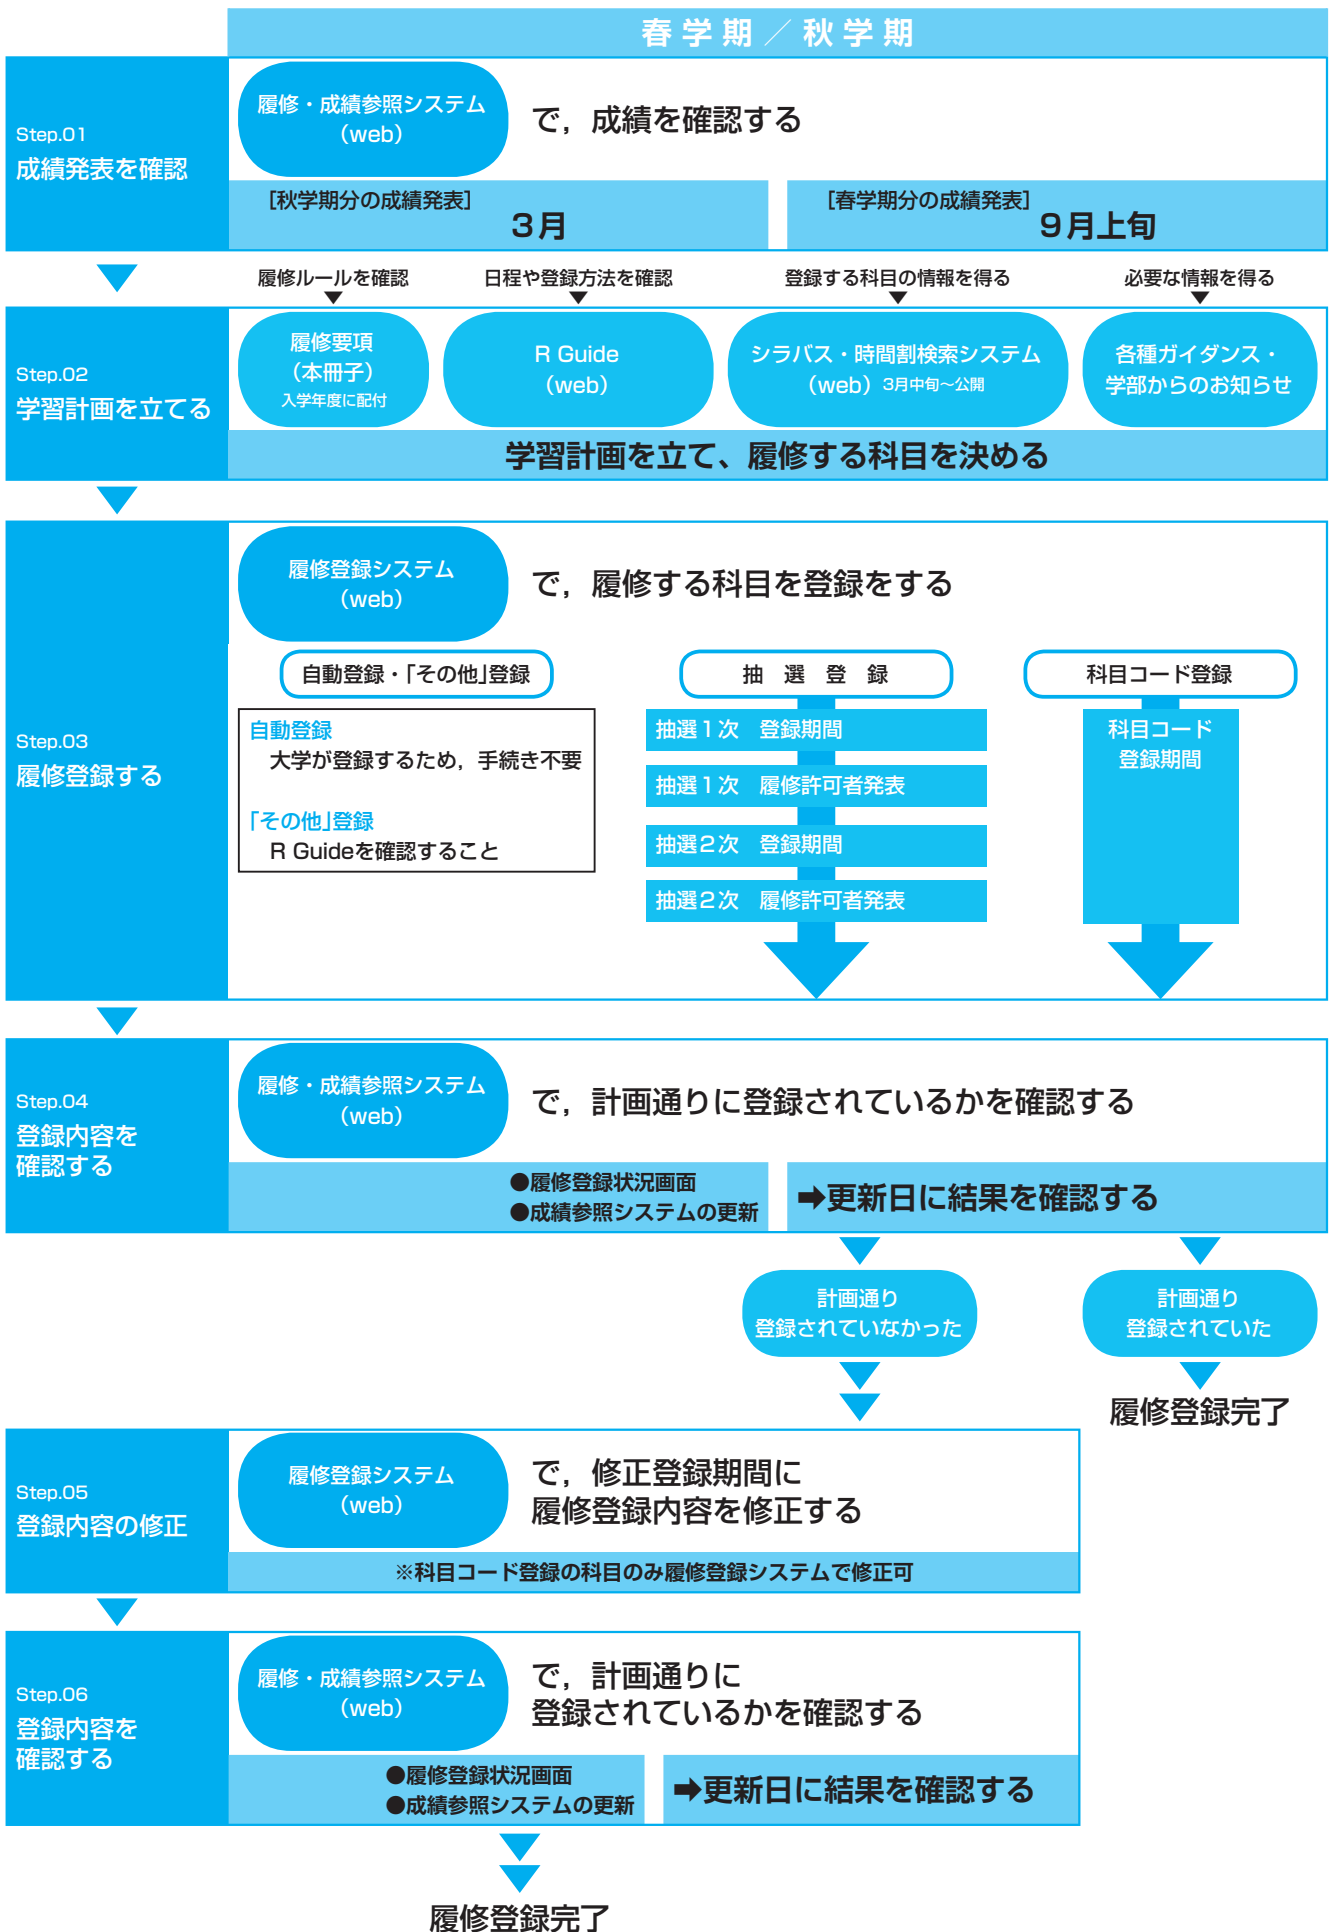 春学期／秋学期
Step.01
成績発表を確認
履修・成績参照システム
（web）
で，成績を確認する
［秋学期分の成績発表］
3月
［春学期分の成績発表］
9月上旬
履修ルールを確認
日程や登録方法を確認
登録する科目の情報を得る
必要な情報を得る
Step.02
学習計画を立てる
履修要項
（本冊子）
入学年度に配付
R Guide
（web）
シラバス・時間割検索システム
（web）3月中旬〜公開
各種ガイダンス・
学部からのお知らせ
学習計画を立て、履修する科目を決める
Step.03
履修登録する
履修登録システム
（web）
で，履修する科目を登録をする
自動登録・「その他」登録
自動登録
大学が登録するため，手続き不要
「その他」登録
R Guideを確認すること
抽選登録
抽選1次　登録期間
抽選1次　履修許可者発表
抽選2次　登録期間
抽選2次　履修許可者発表
科目コード登録
科目コード
登録期間
Step.04
登録内容を
確認する
履修・成績参照システム
（web）
で，計画通りに登録されているかを確認する
●履修登録状況画面
●成績参照システムの更新
➡更新日に結果を確認する
計画通り
登録されていなかった
計画通り
登録されていた
履修登録完了
Step.05
登録内容の修正
履修登録システム
（web）
で，修正登録期間に
履修登録内容を修正する
※科目コード登録の科目のみ履修登録システムで修正可
Step.06
登録内容を
確認する
履修・成績参照システム
（web）
で，計画通りに
登録されているかを確認する
●履修登録状況画面
●成績参照システムの更新
➡更新日に結果を確認する
履修登録完了